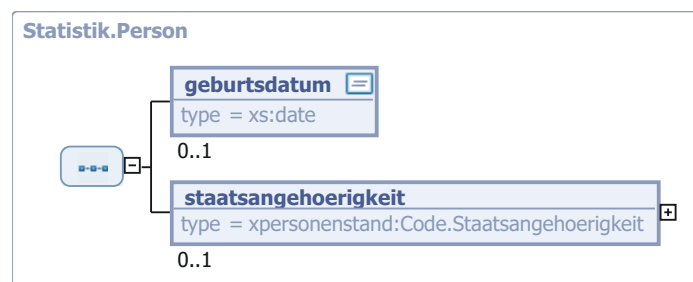 Statistik.Person
geburtsdatum
type = xs:date
0..1
staatsangehoerigkeit
type = xpersonenstand:Code.Staatsangehoerigkeit
0..1